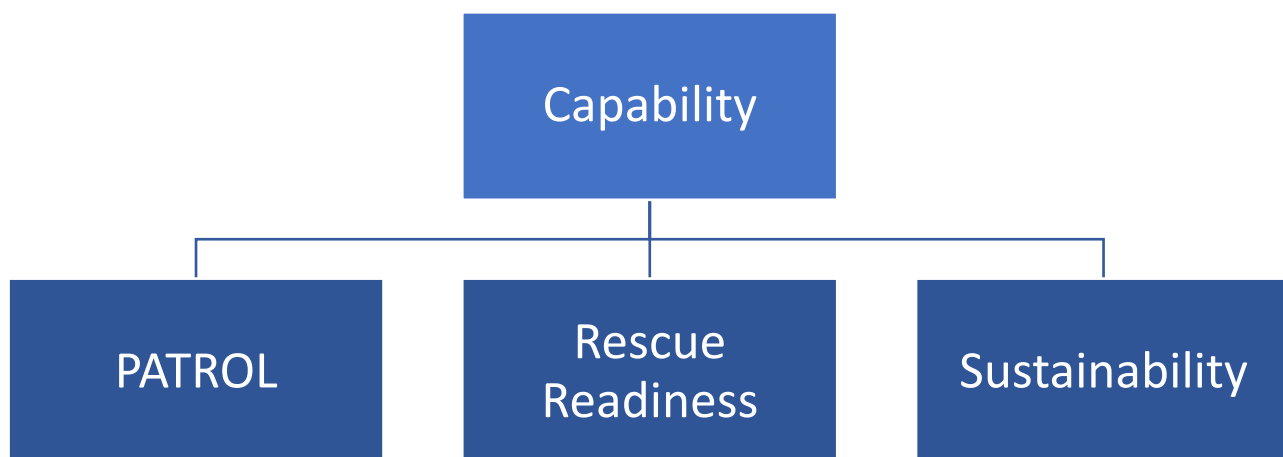 Capability
PATROL
Rescue
Readiness
Sustainability